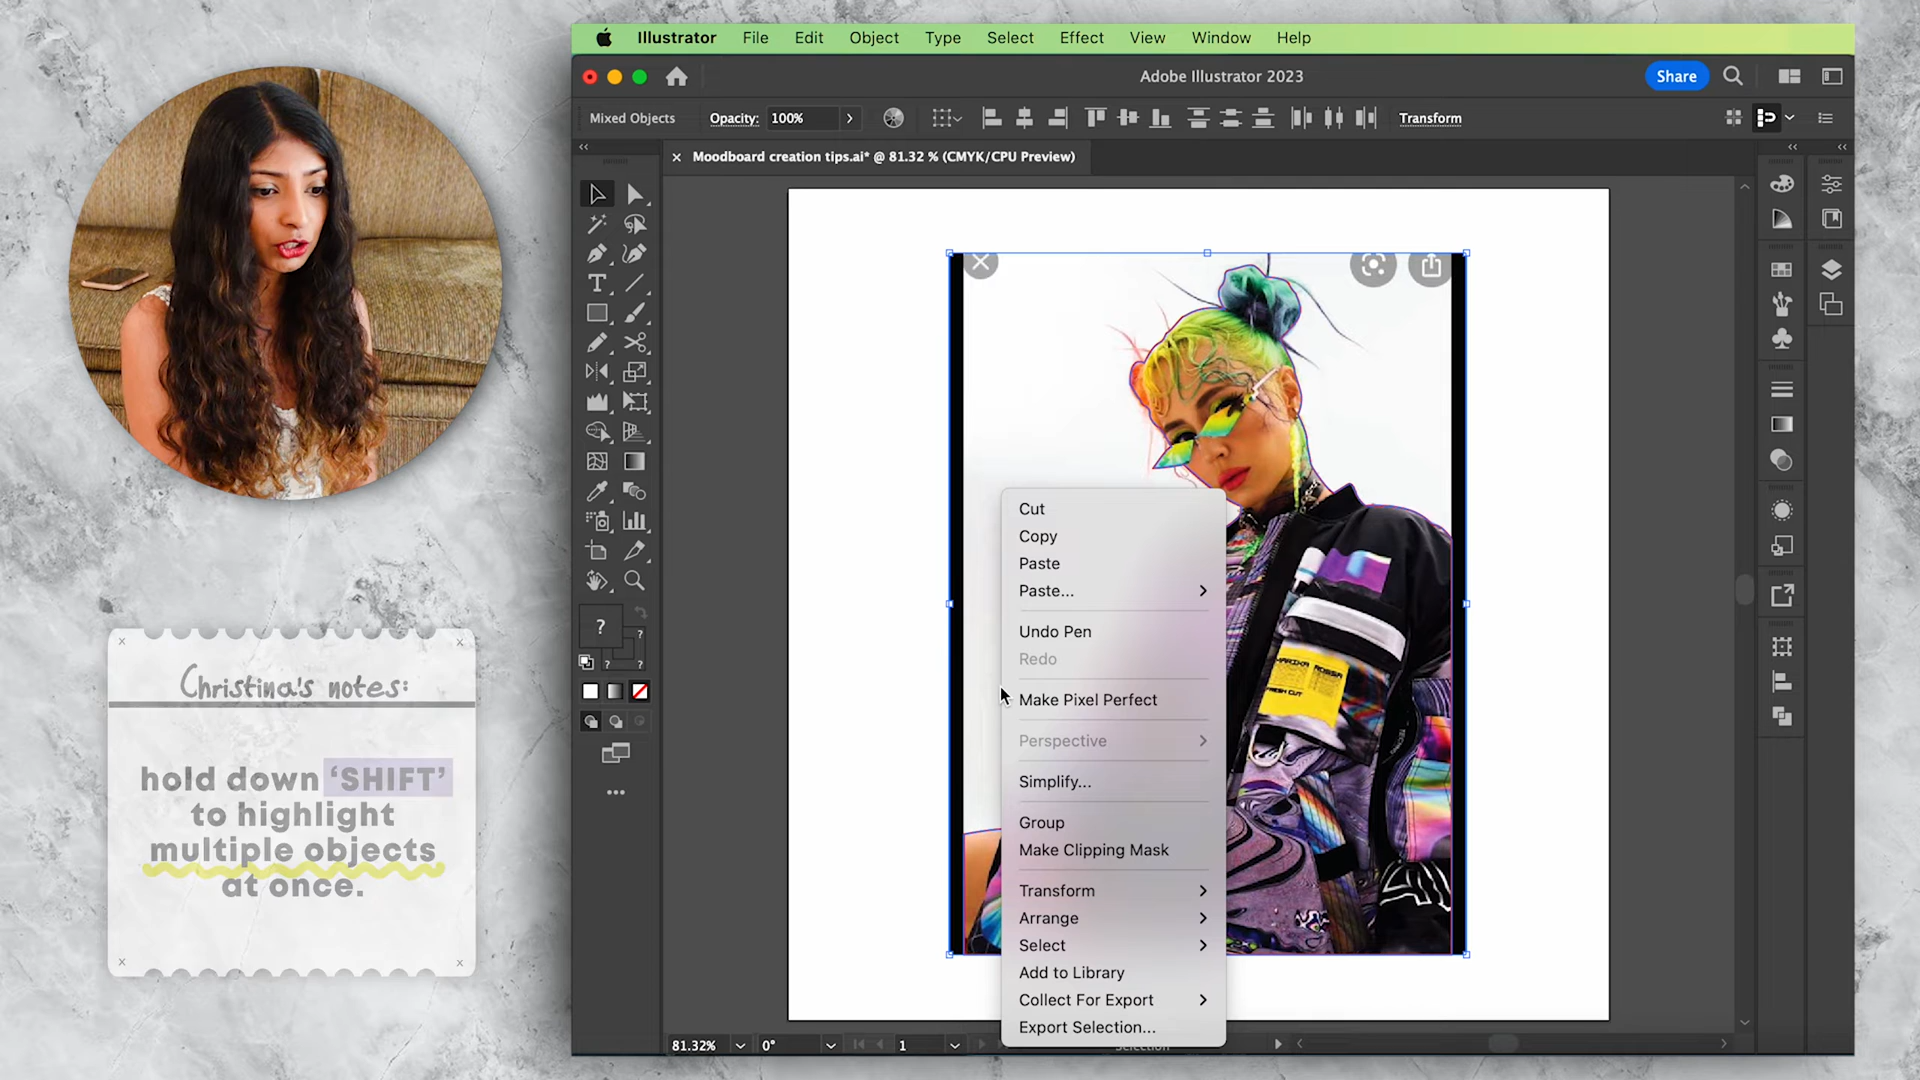 Illustrator File Edit Object Type Select Effect View Window Help
Adobe Illustrator 2023
Share
Mixed Objects Opacity: 100% Transform
Moodboard creation tips.ai* @ 81.32 % (CMYK/CPU Preview)
Cut
Copy
Paste
Paste...
Undo Pen
Redo
Make Pixel Perfect
Perspective
Simplify...
Group
Make Clipping Mask
Transform
Arrange
Select
Add to Library
Collect For Export
Export Selection...
81.32% 0° 1 Selection
Christina's notes:
hold down ‘SHIFT’
to highlight
multiple objects
at once.